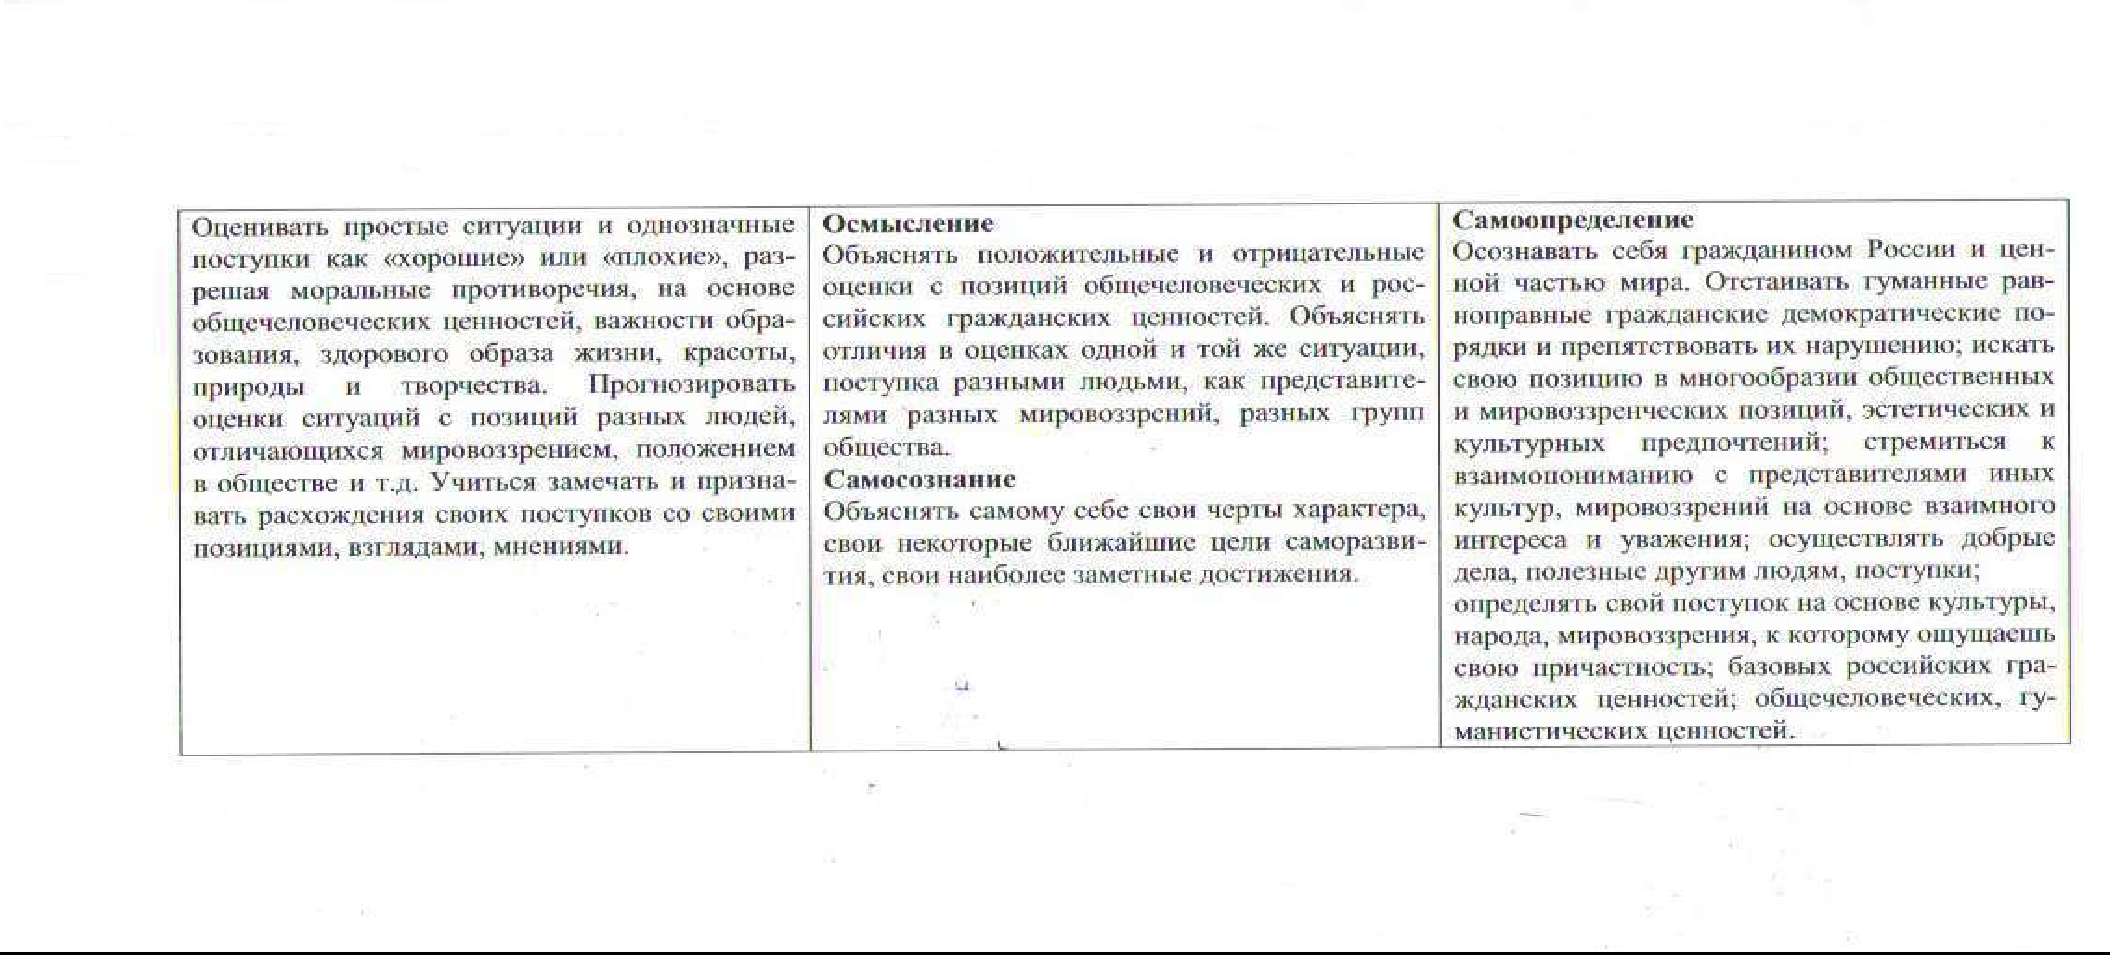 Оценивать простые ситуации и однозначные
поступки как «хорошие» или «плохие», раз-
решая моральные противоречия, на основе
общечеловеческих ценностей, важности обра-
зования, здорового образа жизни, красоты,
природы и творчества. Прогнозировать
оценки ситуаций с позиций разных людей,
отличающихся мировоззрением, положением
в обществе и т.д. Учиться замечать и призна-
вать расхождения своих поступков со своими
позициями, взглядами, мнениями.
Осмысление
Объяснять положительные и отрицательные
оценки с позиций общечеловеческих и рос-
сийских гражданских ценностей. Объяснять
отличия в оценках одной и той же ситуации,
поступка разными людьми, как представите-
лями разных мировоззрений, разных групп
общества.
Самосознание
Объяснять самому себе свои черты характера,
свои некоторые ближайшие цели саморазви-
тия, свои наиболее заметные достижения.
Самоопределение
Осознавать себя гражданином России и цен-
ной частью мира. Отстаивать гуманные рав-
ноправные гражданские демократические по-
рядки и препятствовать их нарушению; искать
свою позицию в многообразии общественных
и мировоззренческих позиций, эстетических и
культурных предпочтений; стремиться к
взаимопониманию с представителями иных
культур, мировоззрений на основе взаимного
интереса и уважения; осуществлять добрые
дела, полезные другим людям, поступки;
определять свой поступок на основе культуры,
народа, мировоззрения, к которому ощущаешь
свою причастность; базовых российских гра-
жданских ценностей; общечеловеческих, гу-
манистических ценностей.